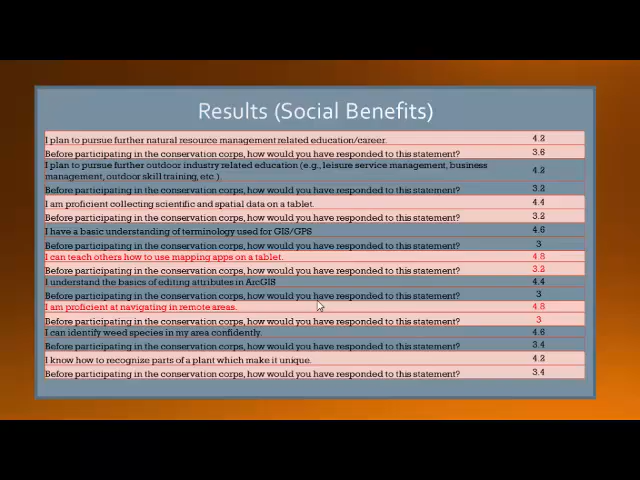 Results (Social Benefits)
I plan to pursue further natural resource management related education/career. 4.2
Before participating in the conservation corps, how would you have responded to this statement? 3.6
I plan to pursue further outdoor industry related education (e.g., leisure service management, business
management, outdoor skill training, etc.). 4.2
Before participating in the conservation corps, how would you have responded to this statement? 3.2
I am proficient collecting scientific and spatial data on a tablet. 4.4
Before participating in the conservation corps, how would you have responded to this statement? 3.2
I have a basic understanding of terminology used for GIS/GPS 4.6
Before participating in the conservation corps, how would you have responded to this statement? 3
I can teach others how to use mapping apps on a tablet. 4.8
Before participating in the conservation corps, how would you have responded to this statement? 3.2
I understand the basics of editing attributes in ArcGIS 4.4
Before participating in the conservation corps, how would you have responded to this statement? 3
I am proficient at navigating in remote areas. 4.8
Before participating in the conservation corps, how would you have responded to this statement? 3
I can identify weed species in my area confidently. 4.6
Before participating in the conservation corps, how would you have responded to this statement? 3.4
I know how to recognize parts of a plant which make it unique. 4.2
Before participating in the conservation corps, how would you have responded to this statement? 3.4